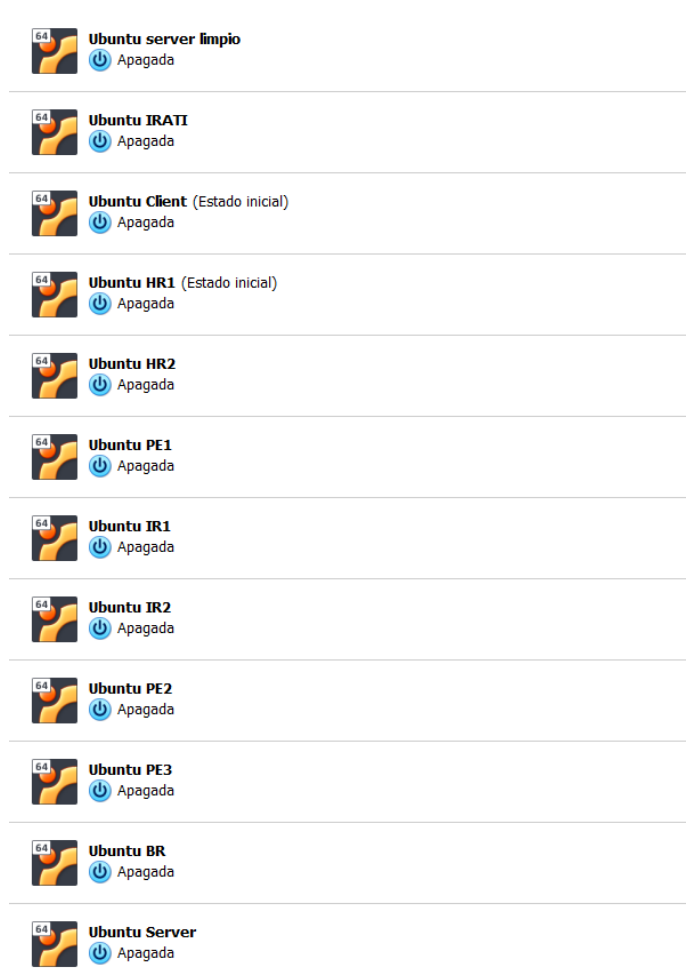 64
Ubuntu server limpio
Apagada
64
Ubuntu IRATI
Apagada
64
Ubuntu Client (Estado inicial)
Apagada
64
Ubuntu HR1 (Estado inicial)
Apagada
64
Ubuntu HR2
Apagada
64
Ubuntu PE1
Apagada
64
Ubuntu IR1
Apagada
64
Ubuntu IR2
Apagada
64
Ubuntu PE2
Apagada
64
Ubuntu PE3
Apagada
64
Ubuntu BR
Apagada
64
Ubuntu Server
Apagada